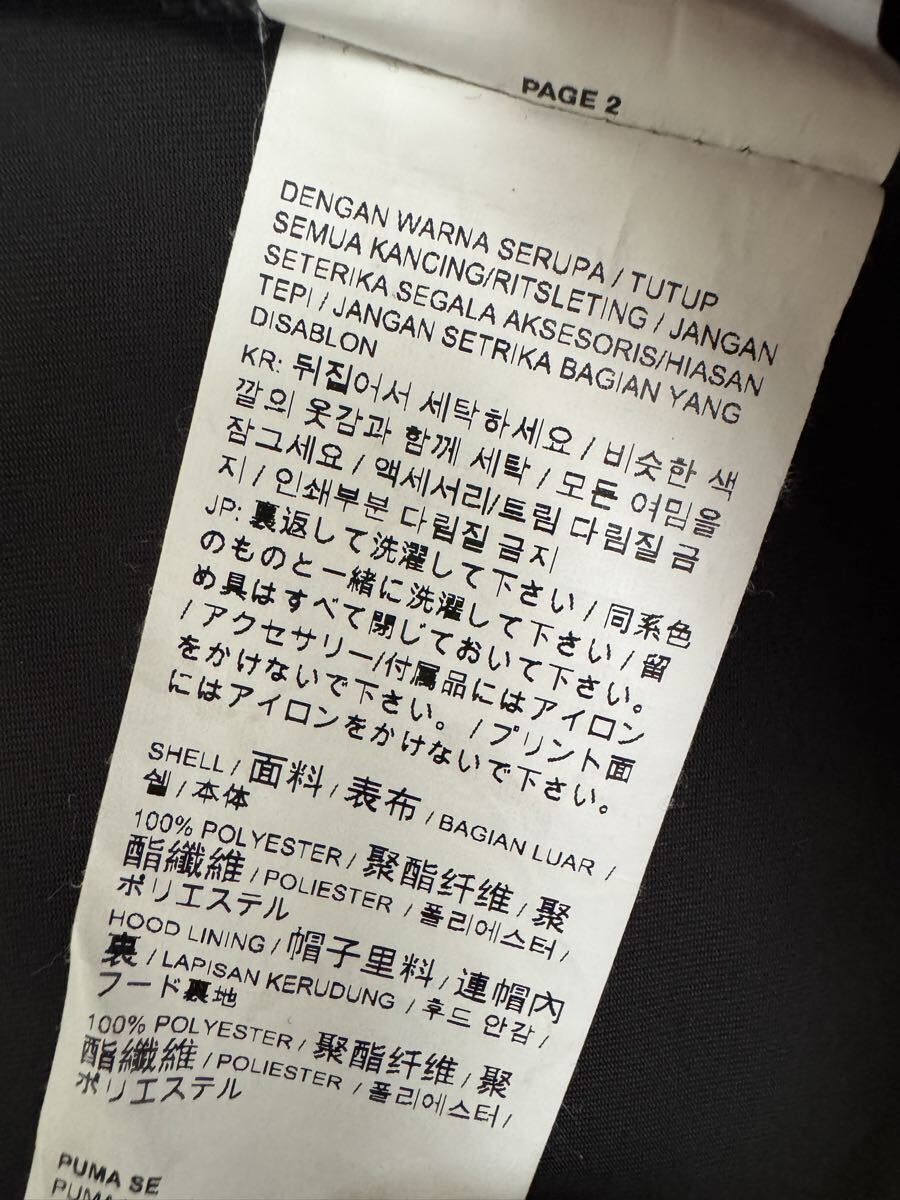 PAGE 2
DENGAN WARNA SERUPA / TUTUP
SEMUA KANCING/RITSLETING / JANGAN
SETERIKA SEGALA AKSESORIS/HIASAN
TEPI / JANGAN SETRIKA BAGIAN YANG
DISABLON
KR: 뒤집어서 세탁하세요 / 비슷한 색
깔의 옷감과 함께 세탁 / 모든 여밈을
잠그세요 / 액세서리/트림 다림질 금
지 / 인쇄부분 다림질 금지
JP: 裏返して洗濯して下さい / 同系色
のものと一緒に洗濯して下さい / 留
め具はすべて閉じておいて下さい。
/ アクセサリー/付属品にはアイロン
をかけないで下さい。 / プリント面
にはアイロンをかけないで下さい。
SHELL / 面料 / 表布 / BAGIAN LUAR /
쉘 / 本体
100% POLYESTER / 聚酯纤维 / 聚
酯纖維 / POLIESTER / 폴리에스터 /
ポリエステル
HOOD LINING / 帽子里料 / 連帽內
裏 / LAPISAN KERUDUNG / 후드 안감 /
フード裏地
100% POLYESTER / 聚酯纤维 / 聚
酯纖維 / POLIESTER / 폴리에스터 /
ポリエステル
PUMA SE
PUMA